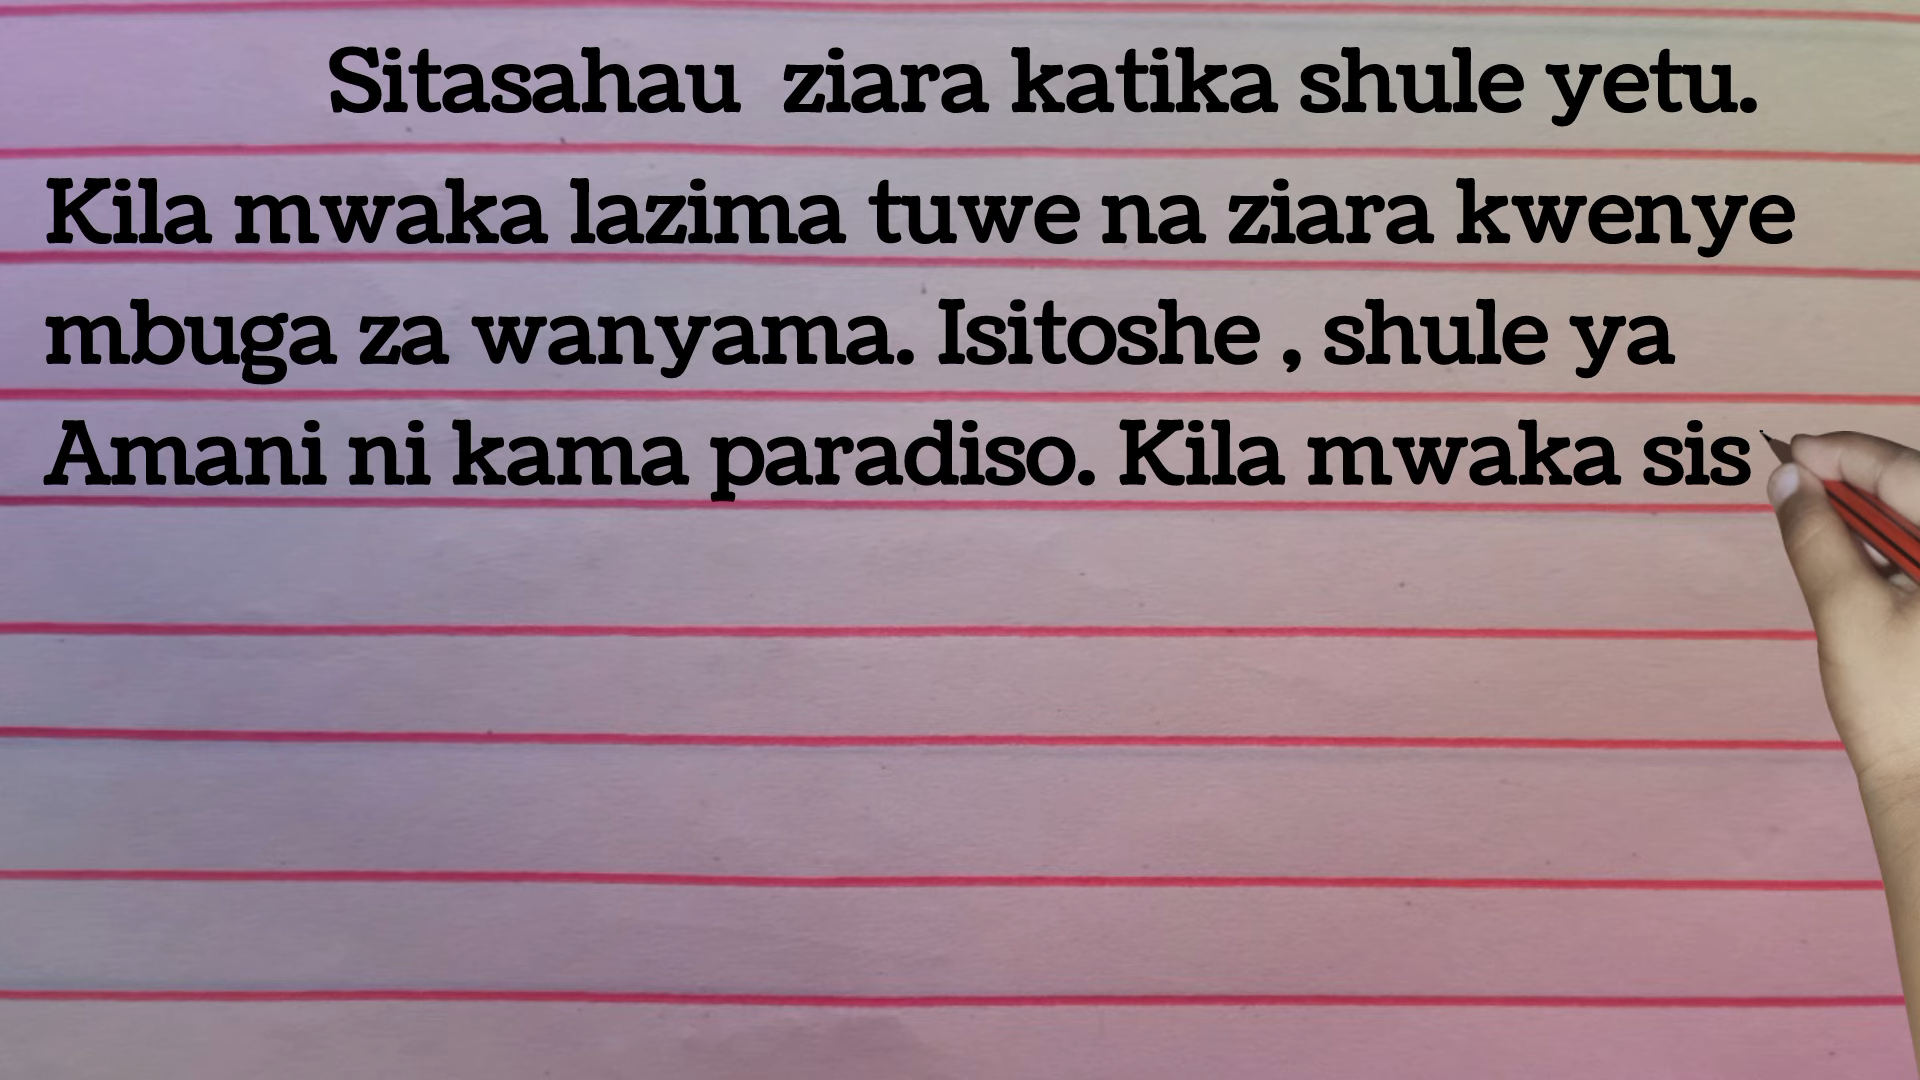 Sitasahau ziara katika shule yetu.
Kila mwaka lazima tuwe na ziara kwenye
mbuga za wanyama. Isitoshe , shule ya
Amani ni kama paradiso. Kila mwaka sis